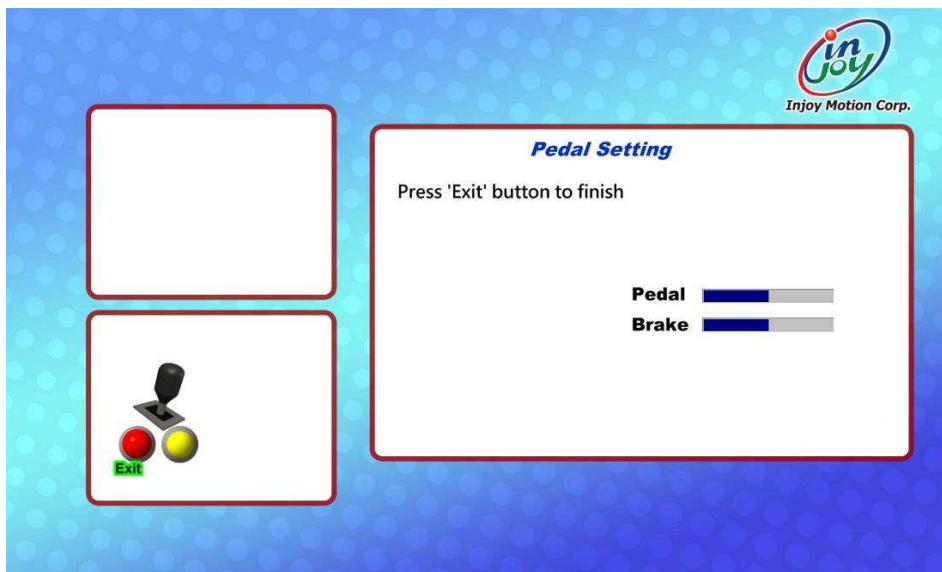 in
joy
Injoy Motion Corp.
Pedal Setting
Press 'Exit' button to finish
Pedal
Brake
Exit